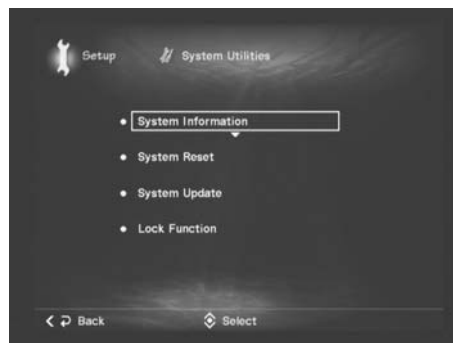 Setup System Utilities
System Information
System Reset
System Update
Lock Function
Back Select